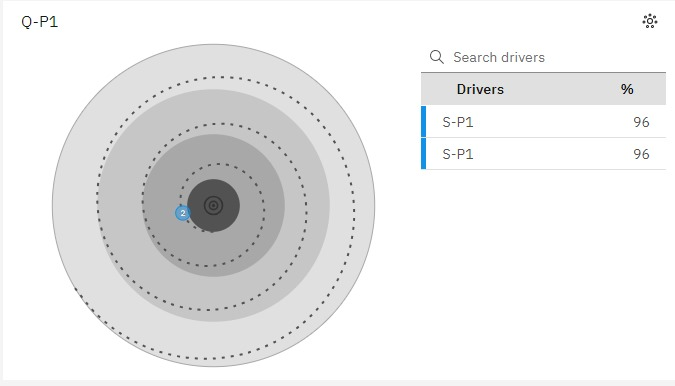 Q-P1
Search drivers
Drivers %
S-P1 96
S-P1 96
2